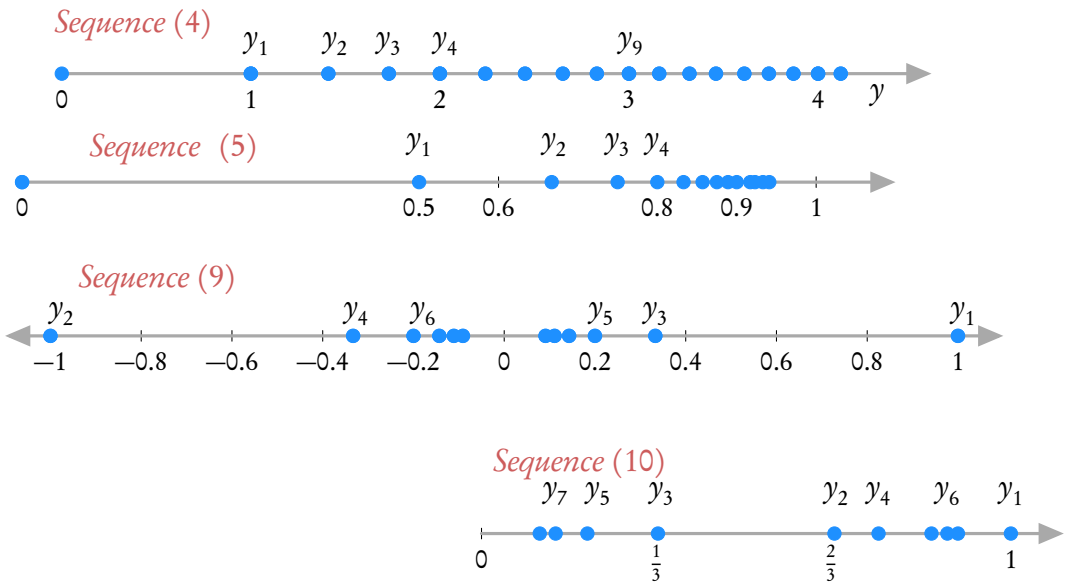 Sequence (4)
y₁ y₂ y₃ y₄ y₉
0 1 2 3 4 y
Sequence (5)
y₁ y₂ y₃ y₄
0 0.5 0.6 0.8 0.9 1
Sequence (9)
y₂ y₄ y₆ y₅ y₃ y₁
−1 −0.8 −0.6 −0.4 −0.2 0 0.2 0.4 0.6 0.8 1
Sequence (10)
y₇ y₅ y₃ y₂ y₄ y₆ y₁
0 1/3 2/3 1